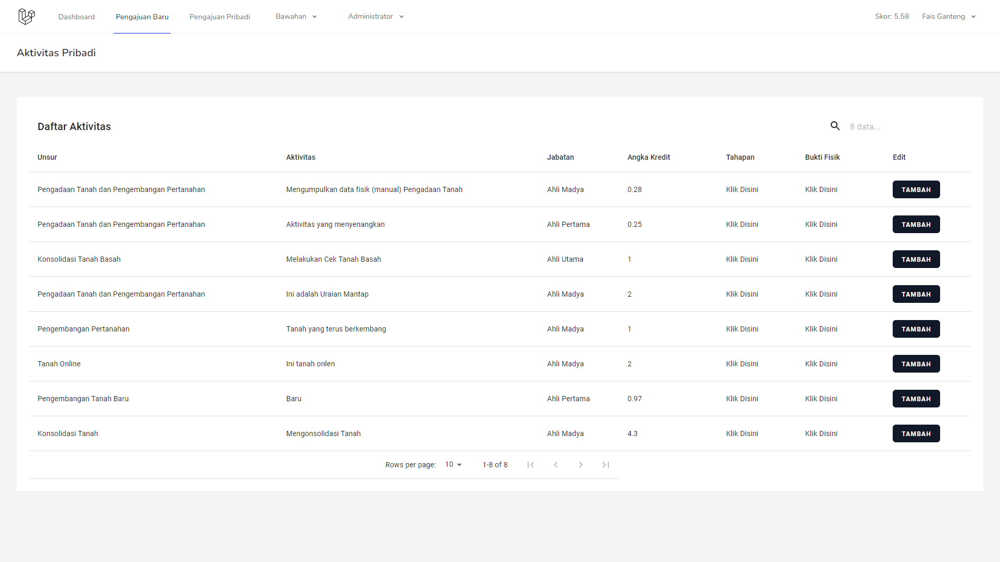 Dashboard Pengajuan Baru Pengajuan Pribadi Bawahan Administrator Skor: 5.58 Fais Ganteng
Aktivitas Pribadi
Daftar Aktivitas 8 data...
Unsur Aktivitas Jabatan Angka Kredit Tahapan Bukti Fisik Edit
Pengadaan Tanah dan Pengembangan Pertanahan Mengumpulkan data fisik (manual) Pengadaan Tanah Ahli Madya 0.28 Klik Disini Klik Disini TAMBAH
Pengadaan Tanah dan Pengembangan Pertanahan Aktivitas yang menyenangkan Ahli Pertama 0.25 Klik Disini Klik Disini TAMBAH
Konsolidasi Tanah Basah Melakukan Cek Tanah Basah Ahli Utama 1 Klik Disini Klik Disini TAMBAH
Pengadaan Tanah dan Pengembangan Pertanahan Ini adalah Uraian Mantap Ahli Madya 2 Klik Disini Klik Disini TAMBAH
Pengembangan Pertanahan Tanah yang terus berkembang Ahli Madya 1 Klik Disini Klik Disini TAMBAH
Tanah Online Ini tanah onlen Ahli Madya 2 Klik Disini Klik Disini TAMBAH
Pengembangan Tanah Baru Baru Ahli Pertama 0.97 Klik Disini Klik Disini TAMBAH
Konsolidasi Tanah Mengonsolidasi Tanah Ahli Madya 4.3 Klik Disini Klik Disini TAMBAH
Rows per page: 10 1-8 of 8